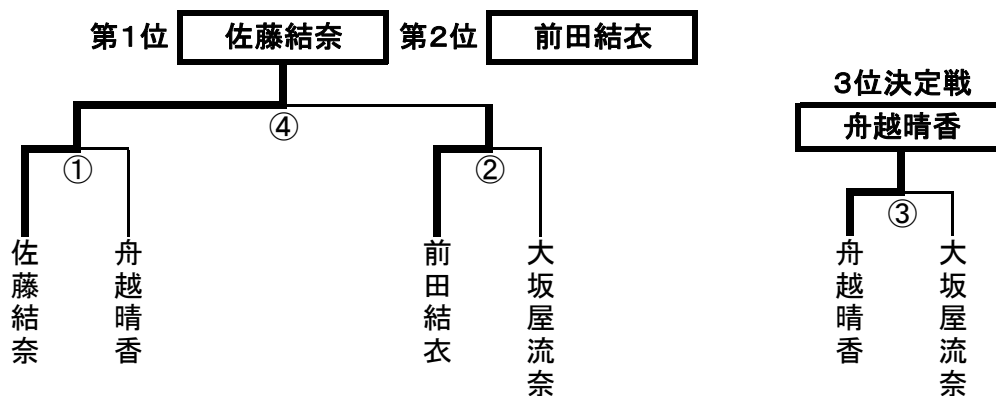 第1位 佐藤結奈 第2位 前田結衣
3位決定戦
舟越晴香
④
① ②
③
佐藤結奈
舟越晴香
前田結衣
大坂屋流奈
舟越晴香
大坂屋流奈